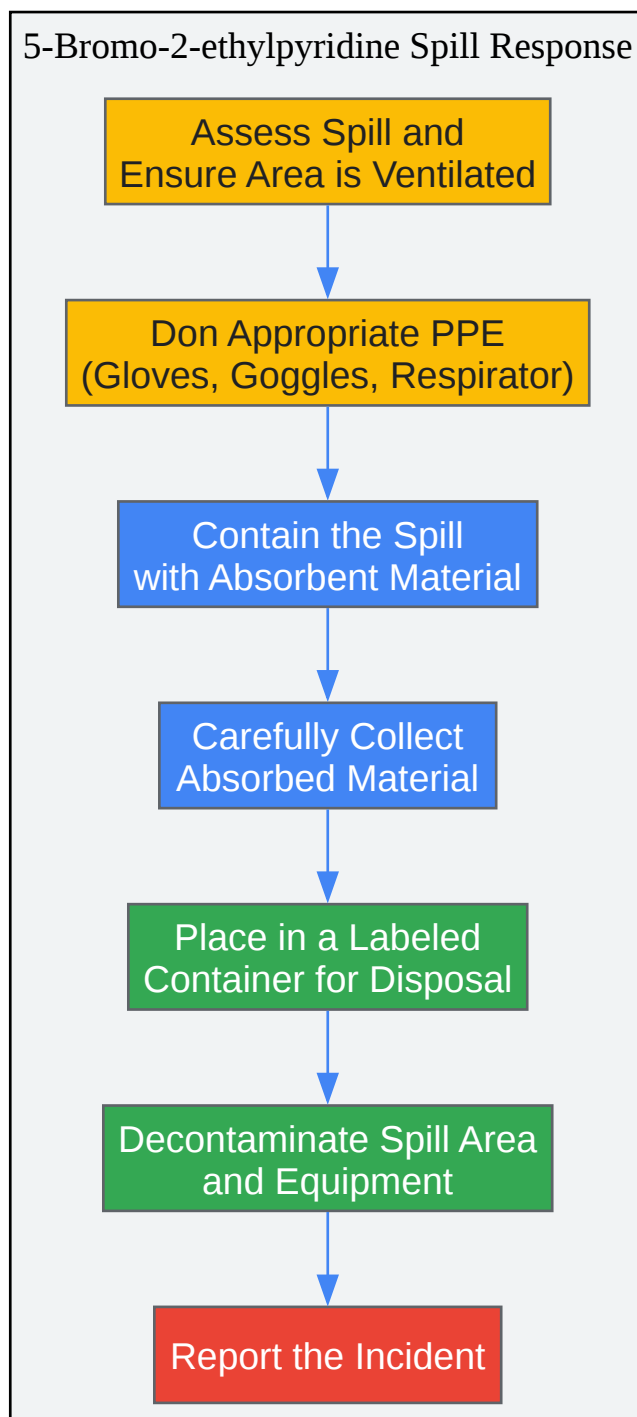 5-Bromo-2-ethylpyridine Spill Response
Assess Spill and
Ensure Area is Ventilated
Don Appropriate PPE
(Gloves, Goggles, Respirator)
Contain the Spill
with Absorbent Material
Carefully Collect
Absorbed Material
Place in a Labeled
Container for Disposal
Decontaminate Spill Area
and Equipment
Report the Incident